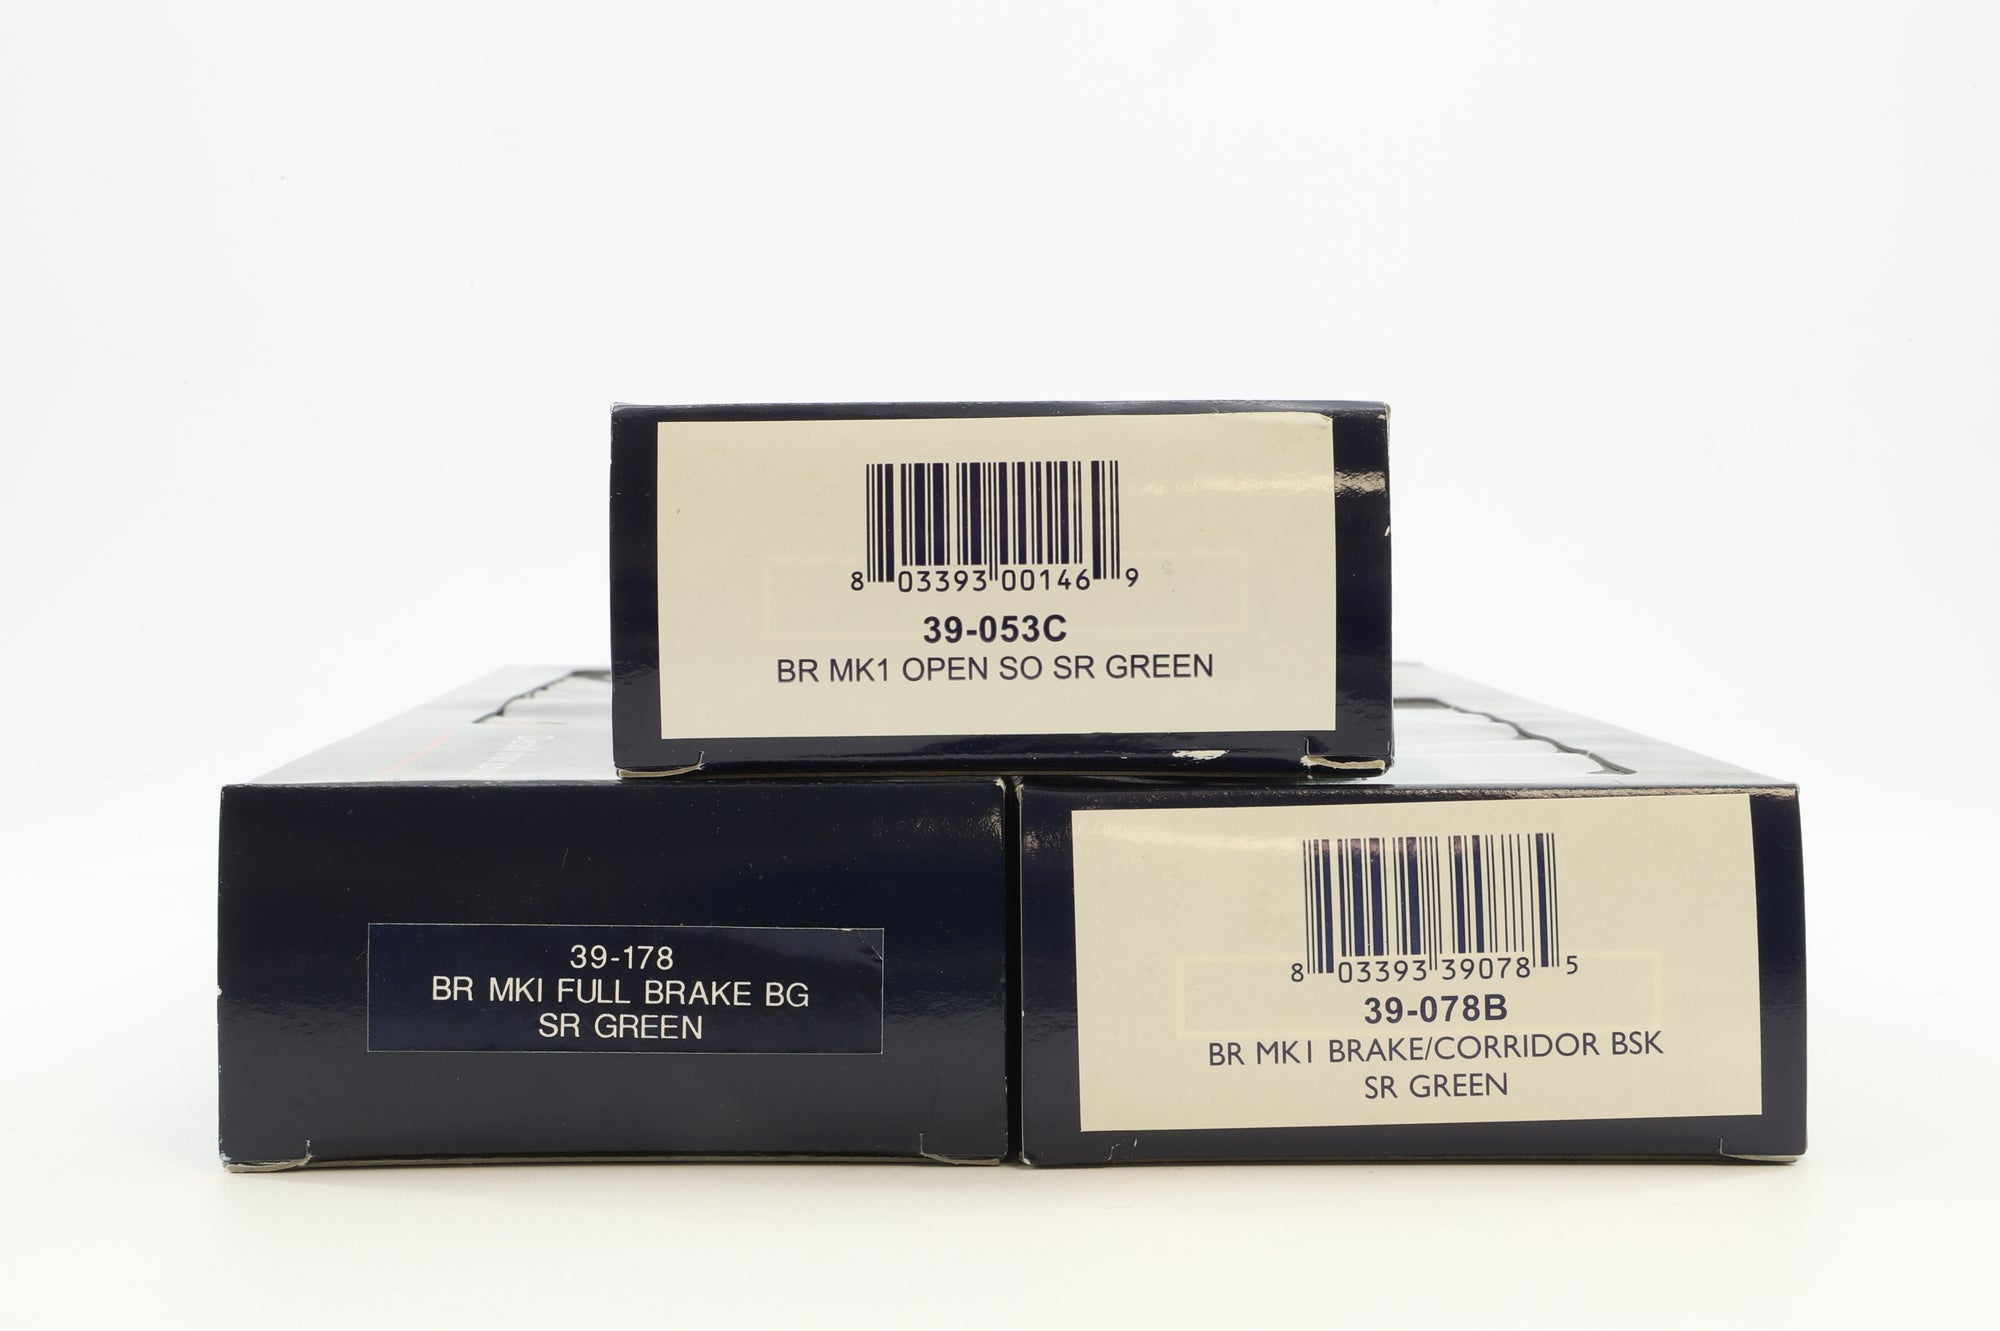 8 03393 00146 9
39-053C
BR MK1 OPEN SO SR GREEN
39-178
BR MKI FULL BRAKE BG
SR GREEN
8 03393 39078 5
39-078B
BR MK1 BRAKE/CORRIDOR BSK
SR GREEN